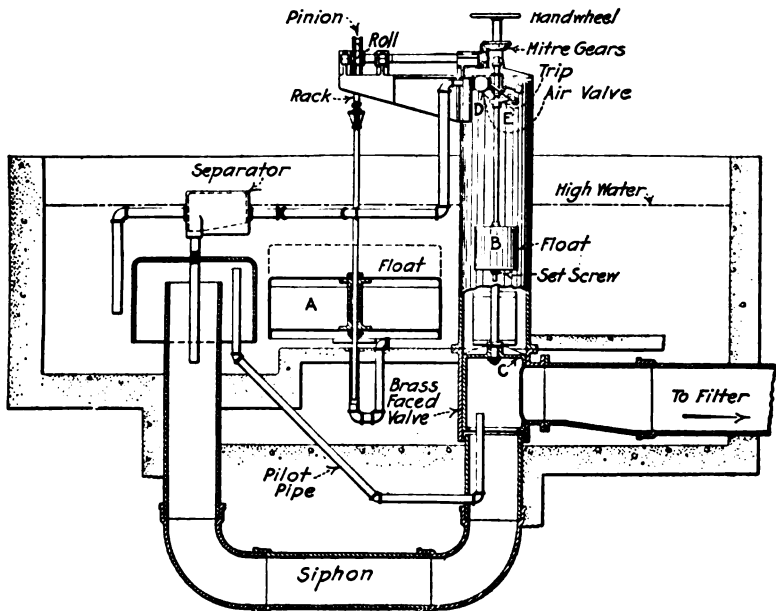 Handwheel
Pinion
Roll
Mitre Gears
Trip
Air Valve
Rack
D
E
Separator
High Water
B
Float
Float
Set Screw
A
C
Brass
Faced
Valve
To Filter
Pilot
Pipe
Siphon